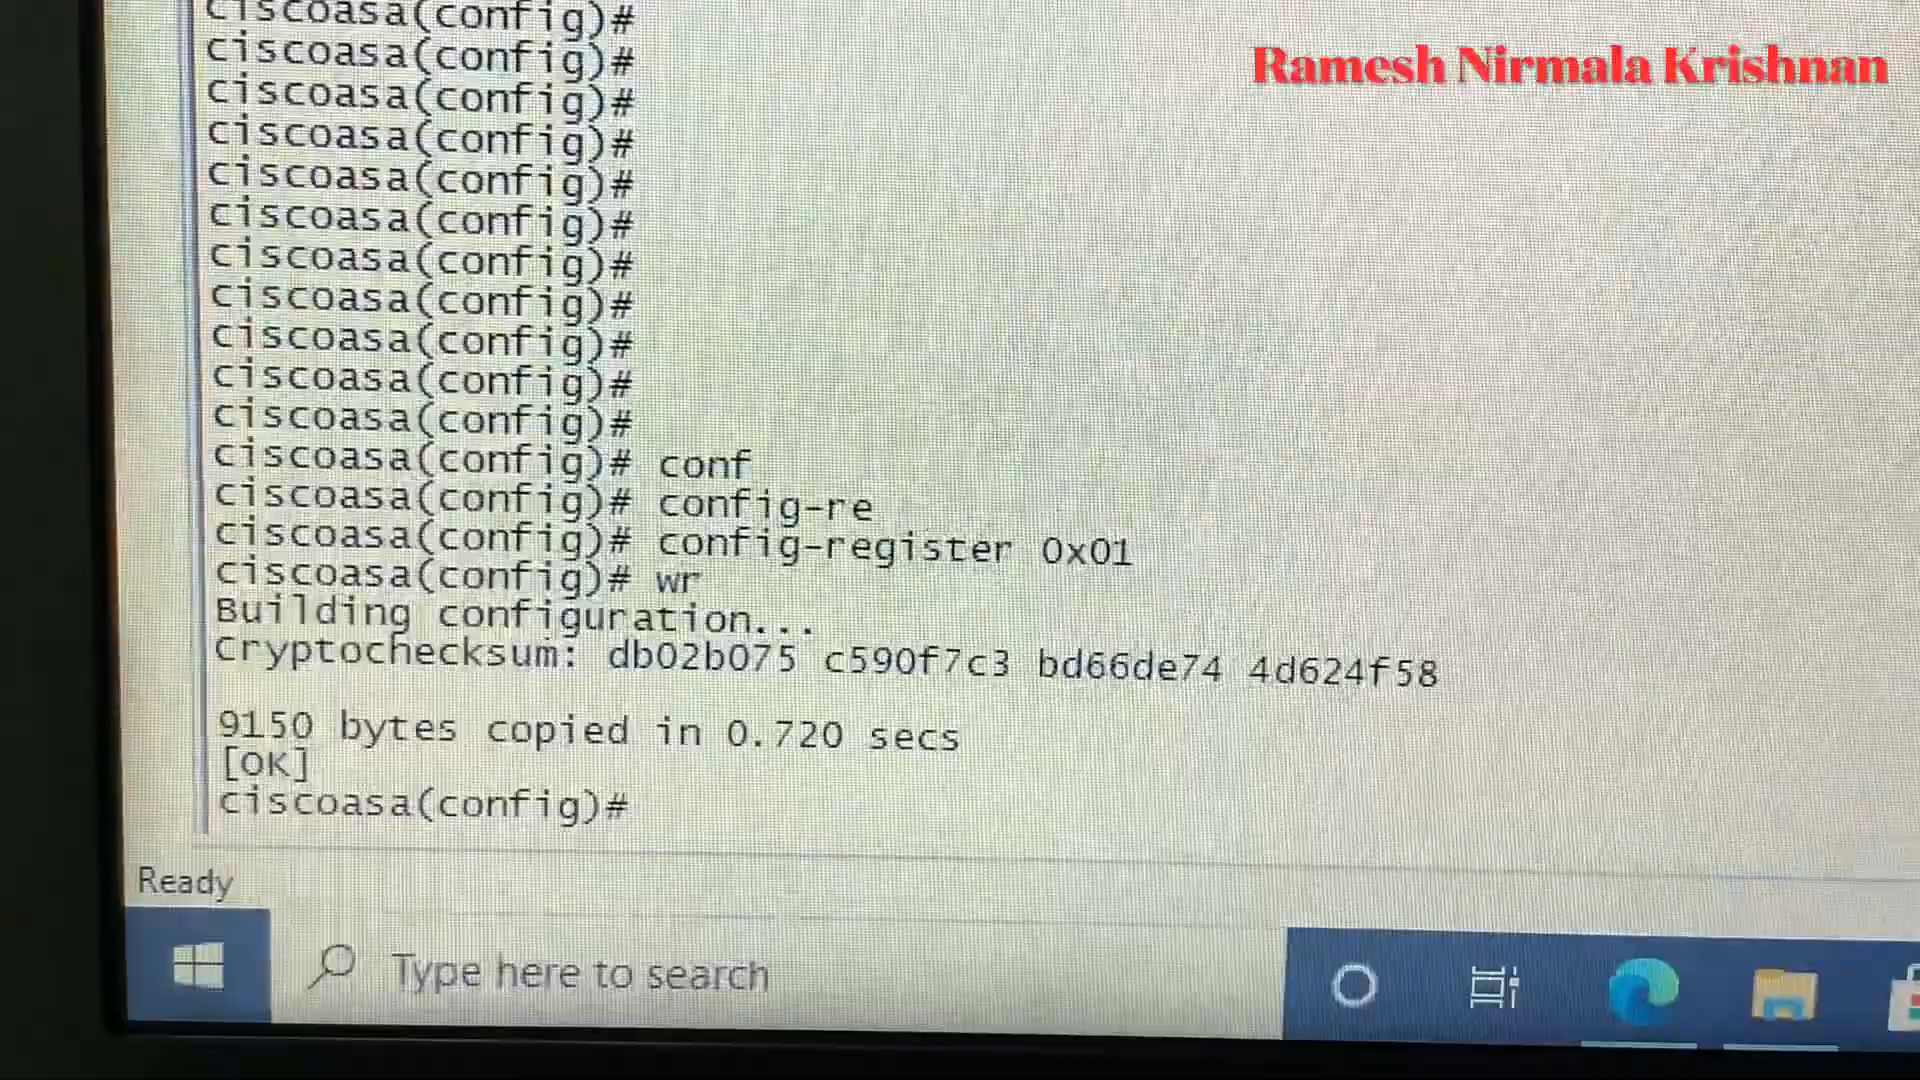 ciscoasa(config)#
ciscoasa(config)#
ciscoasa(config)#
ciscoasa(config)#
ciscoasa(config)#
ciscoasa(config)#
ciscoasa(config)#
ciscoasa(config)#
ciscoasa(config)#
ciscoasa(config)#
ciscoasa(config)#
ciscoasa(config)# conf
ciscoasa(config)# config-re
ciscoasa(config)# config-register 0x01
ciscoasa(config)# wr
Building configuration...
Cryptochecksum: db02b075 c590f7c3 bd66de74 4d624f58
9150 bytes copied in 0.720 secs
[OK]
ciscoasa(config)#
Ready
Type here to search
Ramesh Nirmala Krishnan